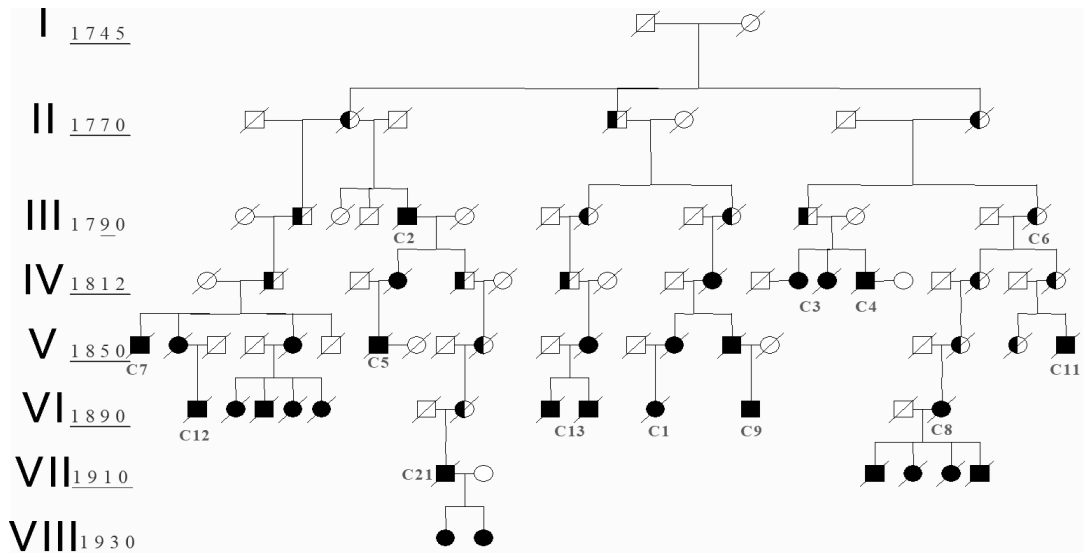 I 1745
II 1770
III 1790
C2 C6
IV 1812
C3 C4
V 1850
C7 C5 C11
VI 1890
C12 C13 C1 C9 C8
VII 1910 C21
VIII 1930